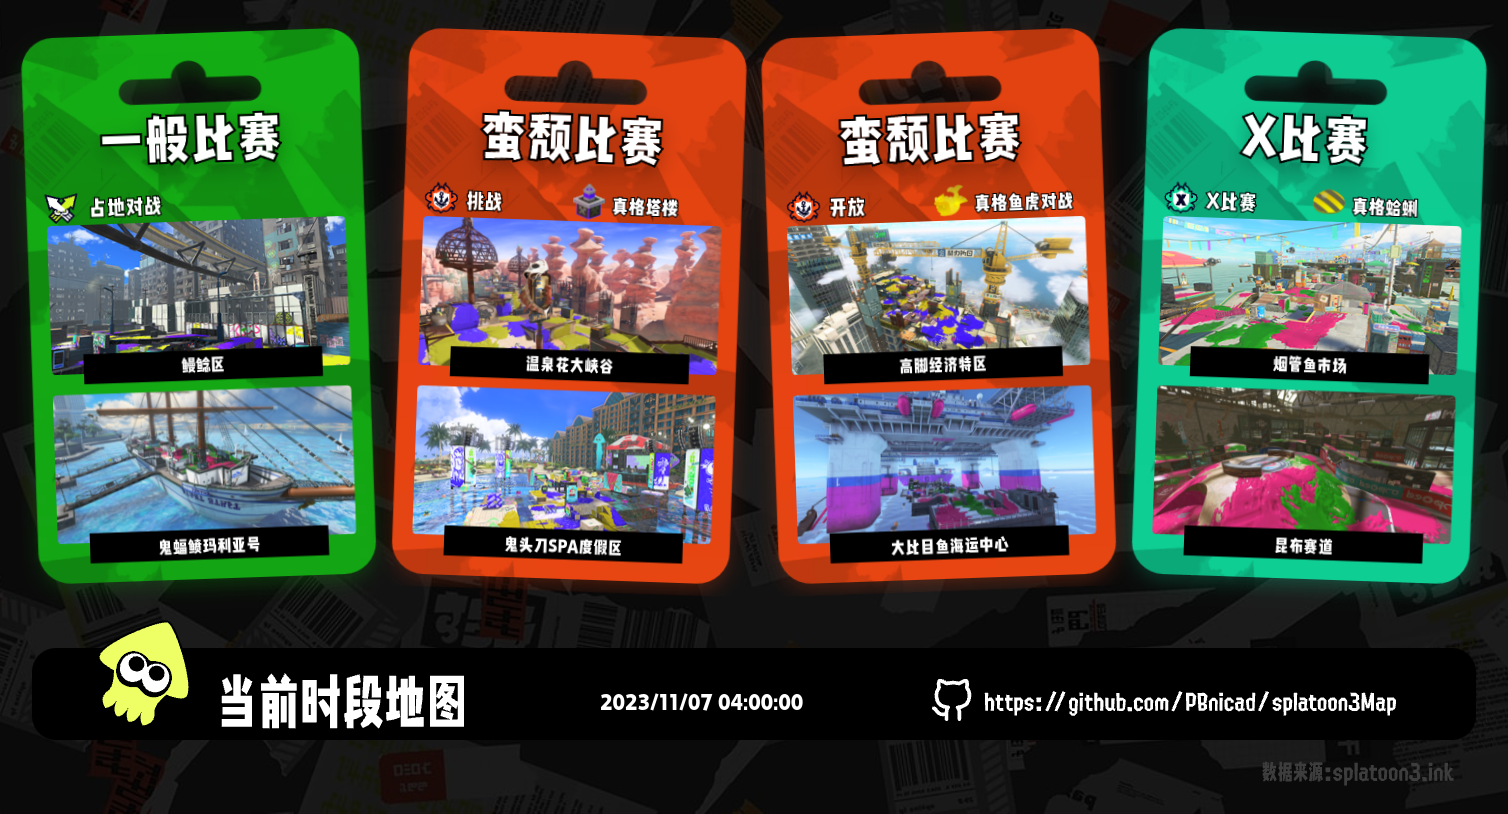 一般比赛
占地对战
鳗鲶区
鬼蝠鲼玛利亚号
蛮颓比赛
挑战
真格塔楼
温泉花大峡谷
鬼头刀SPA度假区
蛮颓比赛
开放
真格鱼虎对战
高脚经济特区
大比目鱼海运中心
X比赛
X比赛
真格蛤蜊
烟管鱼市场
昆布赛道
当前时段地图
2023/11/07 04:00:00
https://github.com/PBnicad/splatoon3Map
数据来源:splatoon3.ink